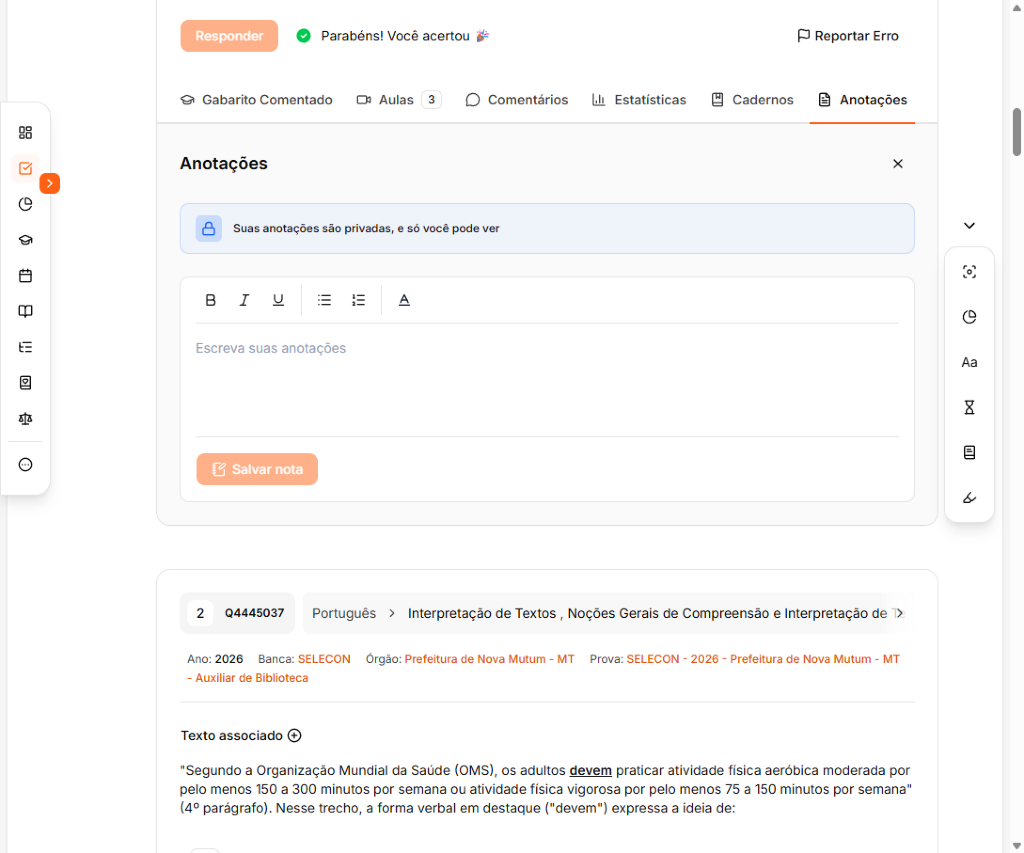 Responder
Parabéns! Você acertou 🎉
Reportar Erro
Gabarito Comentado
Aulas 3
Comentários
Estatísticas
Cadernos
Anotações
Anotações
Suas anotações são privadas, e só você pode ver
B I U A
Escreva suas anotações
Aa
Salvar nota
2 Q4445037 Português > Interpretação de Textos , Noções Gerais de Compreensão e Interpretação de
Ano: 2026 Banca: SELECON Órgão: Prefeitura de Nova Mutum - MT Prova: SELECON - 2026 - Prefeitura de Nova Mutum - MT
- Auxiliar de Biblioteca
Texto associado
"Segundo a Organização Mundial da Saúde (OMS), os adultos devem praticar atividade física aeróbica moderada por
pelo menos 150 a 300 minutos por semana ou atividade física vigorosa por pelo menos 75 a 150 minutos por semana"
(4º parágrafo). Nesse trecho, a forma verbal em destaque ("devem") expressa a ideia de: